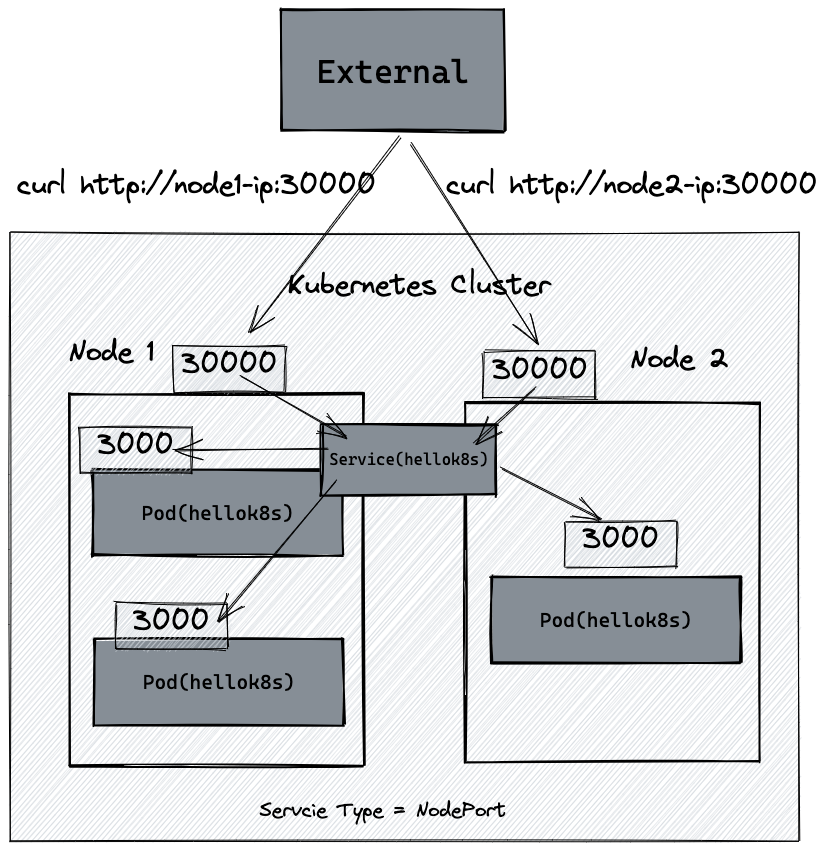 External
curl http://node1-ip:30000
curl http://node2-ip:30000
Kubernetes Cluster
Node 1
30000
30000
Node 2
3000
Service(hellok8s)
Pod(hellok8s)
3000
3000
Pod(hellok8s)
Pod(hellok8s)
Servcie Type = NodePort